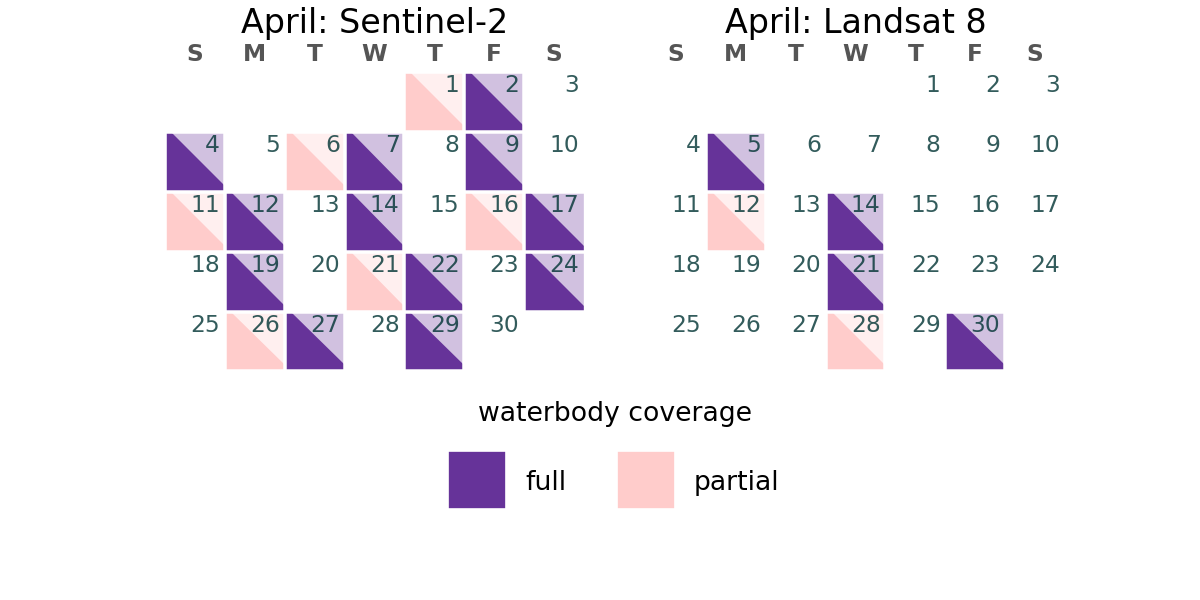 April: Sentinel-2
S M T W T F S
1 2 3
4 5 6 7 8 9 10
11 12 13 14 15 16 17
18 19 20 21 22 23 24
25 26 27 28 29 30
April: Landsat 8
S M T W T F S
1 2 3
4 5 6 7 8 9 10
11 12 13 14 15 16 17
18 19 20 21 22 23 24
25 26 27 28 29 30
waterbody coverage
full
partial